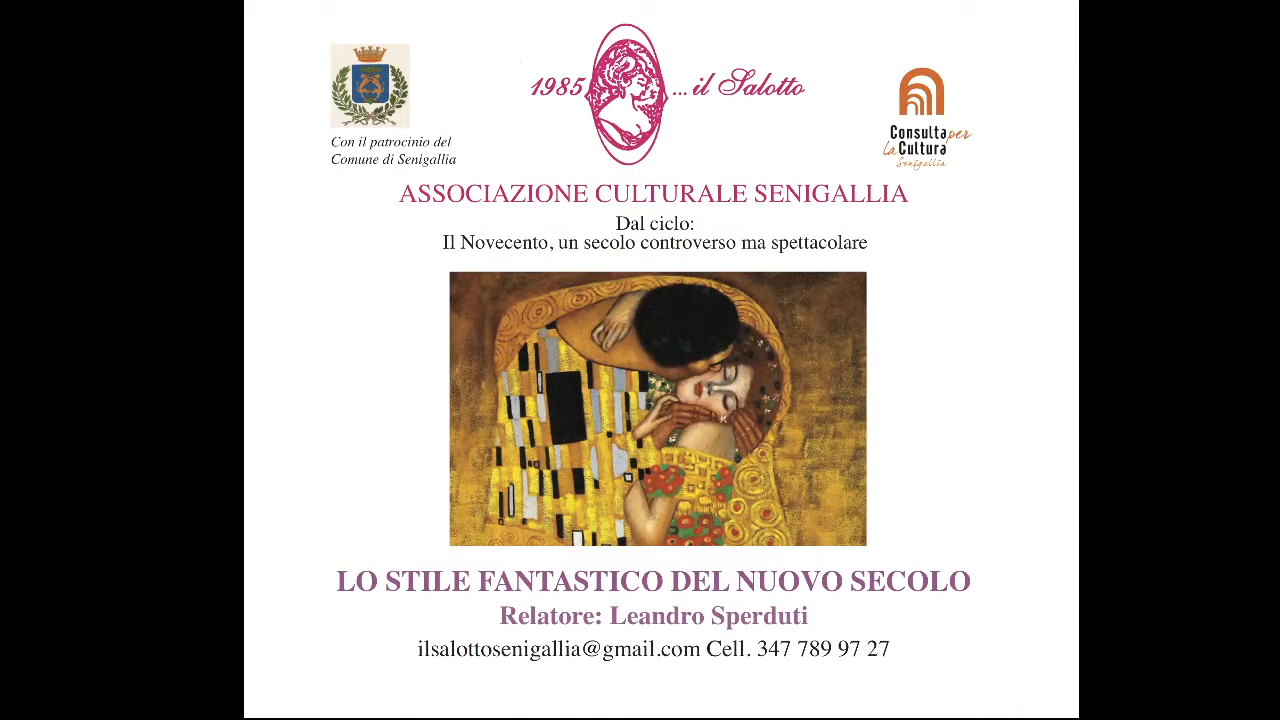 1985 ...il Salotto
Con il patrocinio del
Comune di Senigallia
Consulta per
la Cultura
Senigallia
ASSOCIAZIONE CULTURALE SENIGALLIA
Dal ciclo:
Il Novecento, un secolo controverso ma spettacolare
LO STILE FANTASTICO DEL NUOVO SECOLO
Relatore: Leandro Sperduti
ilsalottosenigallia@gmail.com Cell. 347 789 97 27